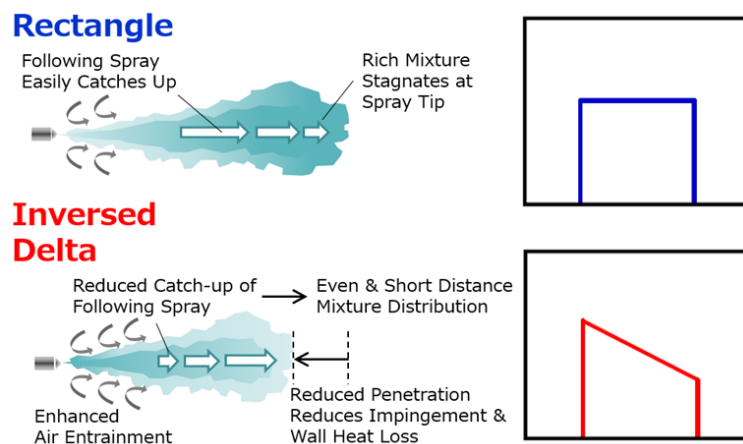 Rectangle
Following Spray
Easily Catches Up
Rich Mixture
Stagnates at
Spray Tip
Inversed
Delta
Reduced Catch-up of
Following Spray
Even & Short Distance
Mixture Distribution
Enhanced
Air Entrainment
Reduced Penetration
Reduces Impingement &
Wall Heat Loss